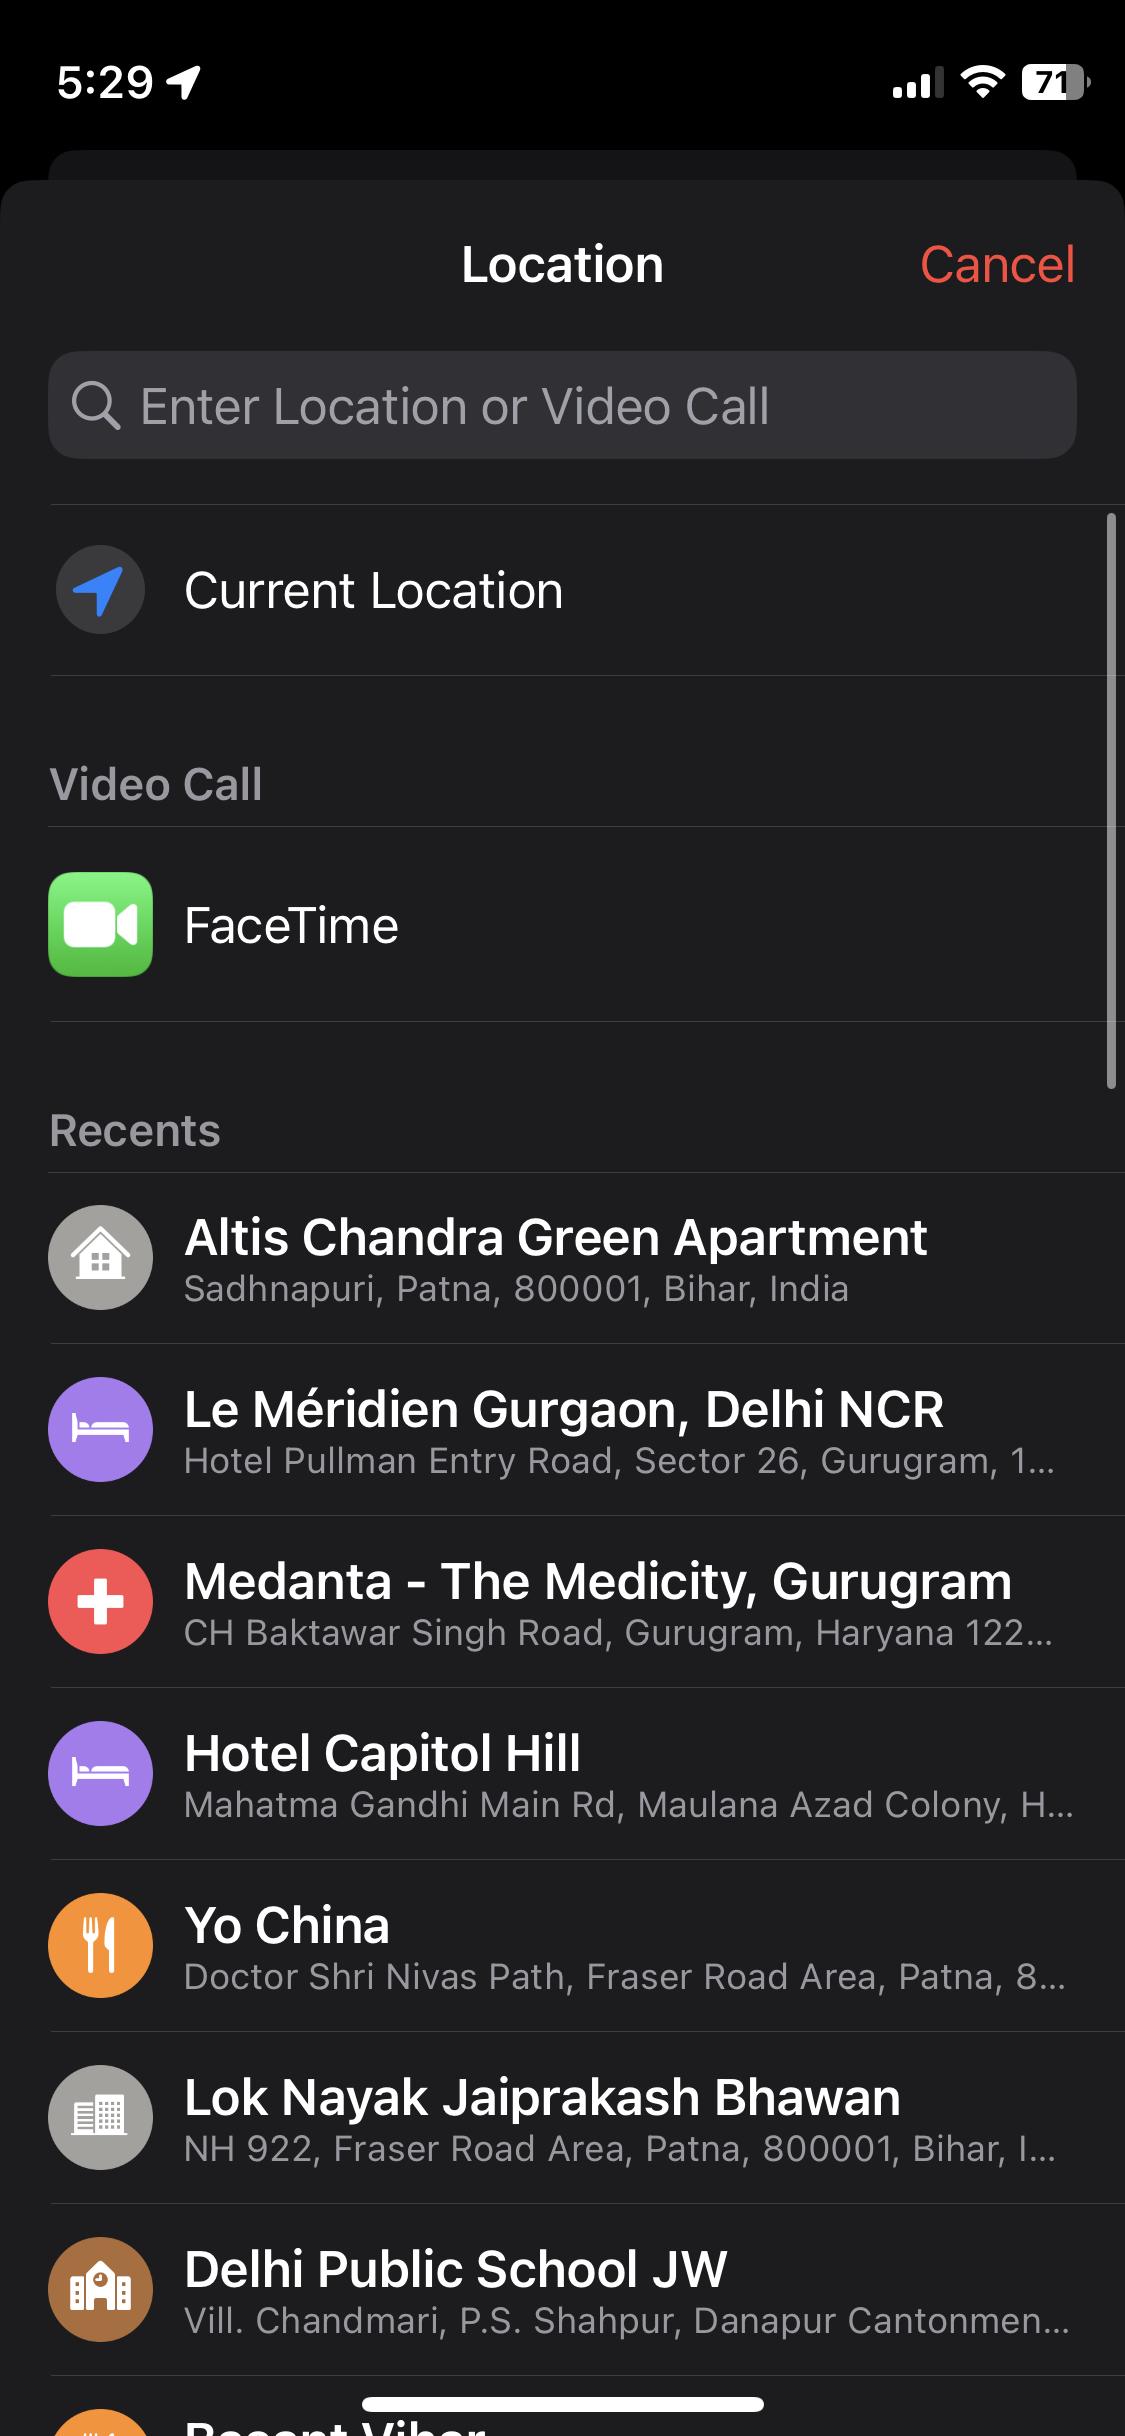 5:29
71
Location
Cancel
Enter Location or Video Call
Current Location
Video Call
FaceTime
Recents
Altis Chandra Green Apartment
Sadhnapuri, Patna, 800001, Bihar, India
Le Méridien Gurgaon, Delhi NCR
Hotel Pullman Entry Road, Sector 26, Gurugram, 1...
Medanta - The Medicity, Gurugram
CH Baktawar Singh Road, Gurugram, Haryana 122...
Hotel Capitol Hill
Mahatma Gandhi Main Rd, Maulana Azad Colony, H...
Yo China
Doctor Shri Nivas Path, Fraser Road Area, Patna, 8...
Lok Nayak Jaiprakash Bhawan
NH 922, Fraser Road Area, Patna, 800001, Bihar, I...
Delhi Public School JW
Vill. Chandmari, P.S. Shahpur, Danapur Cantonmen...